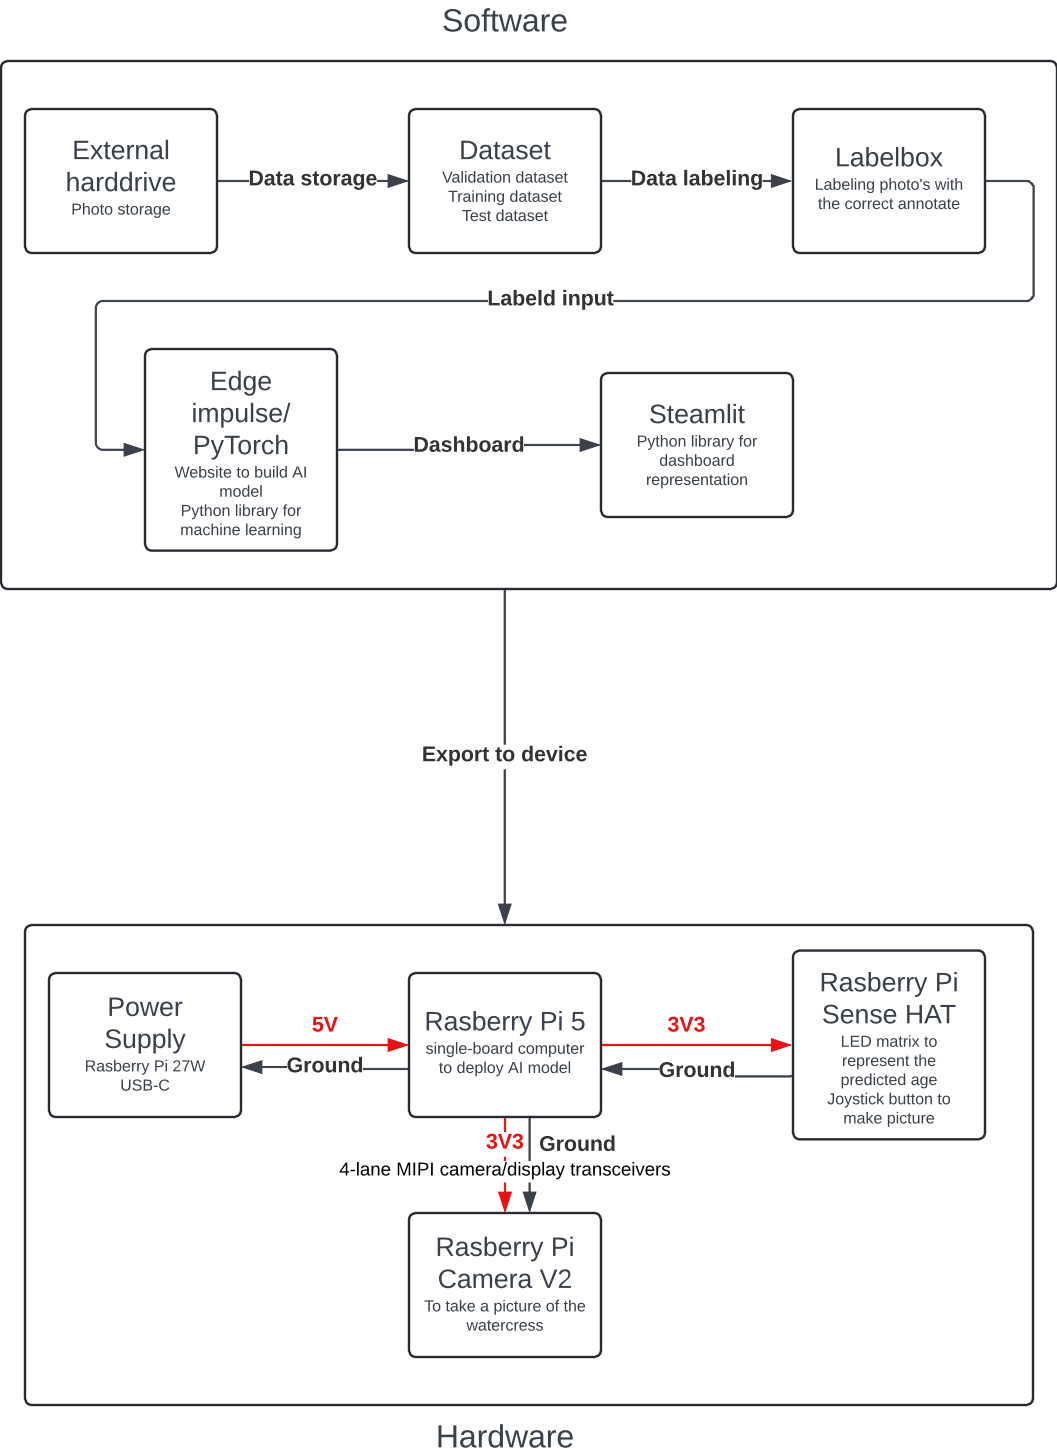 Software
External
harddrive
Photo storage
Data storage
Dataset
Validation dataset
Training dataset
Test dataset
Data labeling
Labelbox
Labeling photo's with
the correct annotate
Labeld input
Edge
impulse/
PyTorch
Website to build AI
model
Python library for
machine learning
Dashboard
Steamlit
Python library for
dashboard
representation
Export to device
Power
Supply
Rasberry Pi 27W
USB-C
5V
Ground
Rasberry Pi 5
single-board computer
to deploy AI model
3V3
Ground
Rasberry Pi
Sense HAT
LED matrix to
represent the
predicted age
Joystick button to
make picture
3V3
Ground
4-lane MIPI camera/display transceivers
Rasberry Pi
Camera V2
To take a picture of the
watercress
Hardware